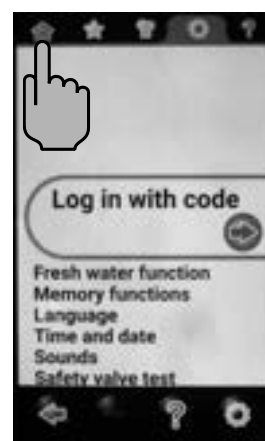 ?
Log in with code
Fresh water function
Memory functions
Language
Time and date
Sounds
Safety valve test
?